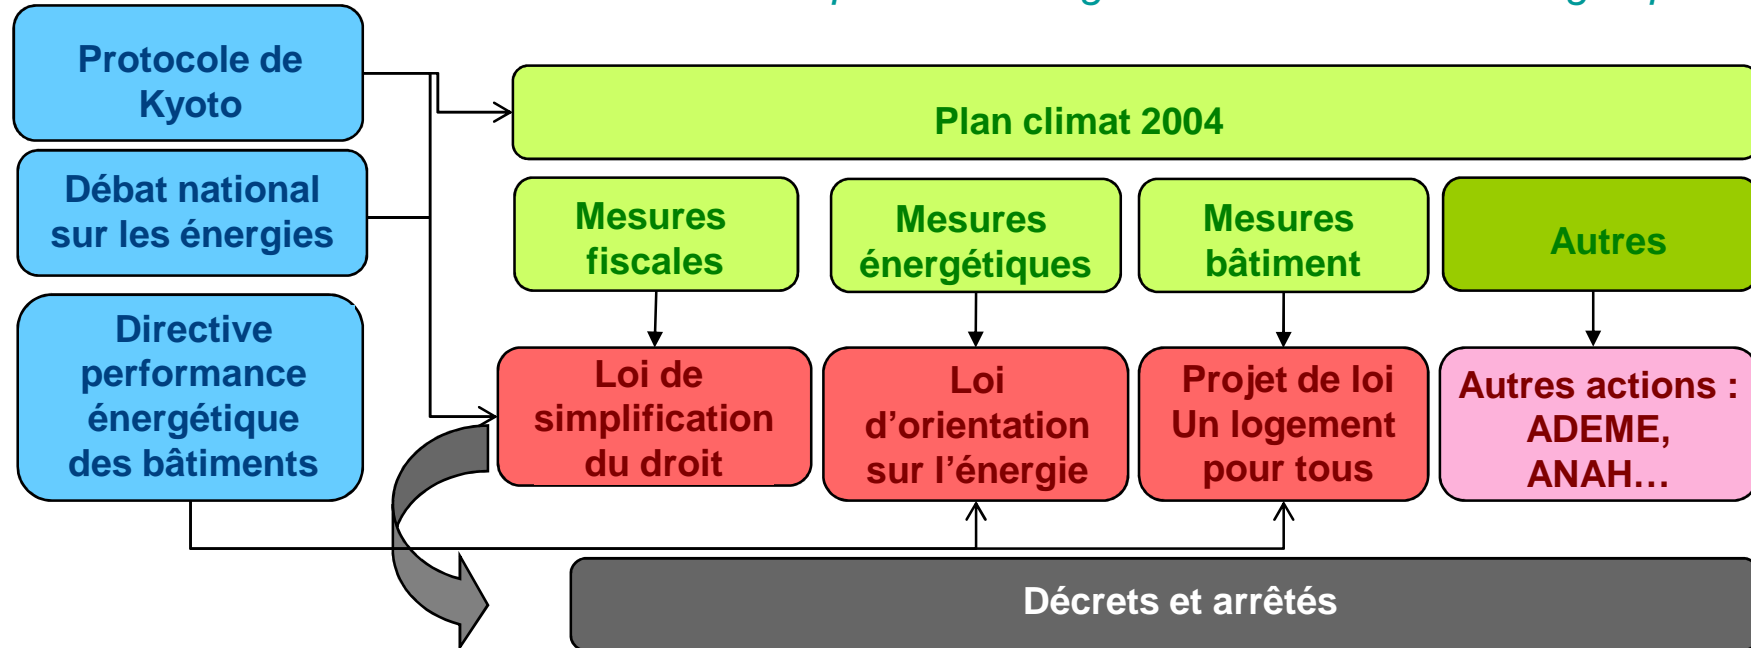 Protocole de
Kyoto
Plan climat 2004
Débat national
sur les énergies
Mesures
fiscales
Mesures
énergétiques
Mesures
bâtiment
Autres
Directive
performance
énergétique
des bâtiments
Loi de
simplification
du droit
Loi
d’orientation
sur l’énergie
Projet de loi
Un logement
pour tous
Autres actions :
ADEME,
ANAH…
Décrets et arrêtés